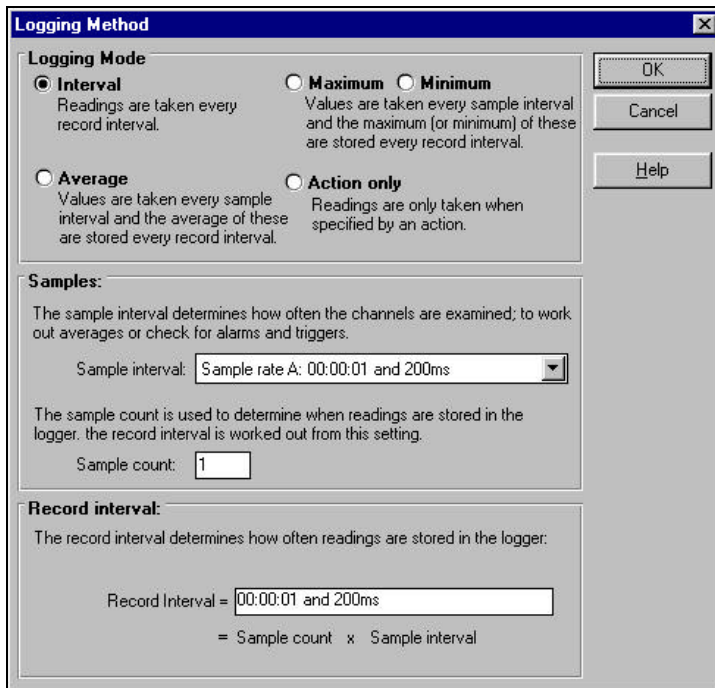 Logging Method
Logging Mode
Interval
Readings are taken every
record interval.
Maximum Minimum
Values are taken every sample interval
and the maximum (or minimum) of these
are stored every record interval.
Average
Values are taken every sample
interval and the average of these
are stored every record interval.
Action only
Readings are only taken when
specified by an action.
OK
Cancel
Help
Samples:
The sample interval determines how often the channels are examined; to work
out averages or check for alarms and triggers.
Sample interval: Sample rate A: 00:00:01 and 200ms
The sample count is used to determine when readings are stored in the
logger. the record interval is worked out from this setting.
Sample count: 1
Record interval:
The record interval determines how often readings are stored in the logger:
Record Interval = 00:00:01 and 200ms
= Sample count x Sample interval